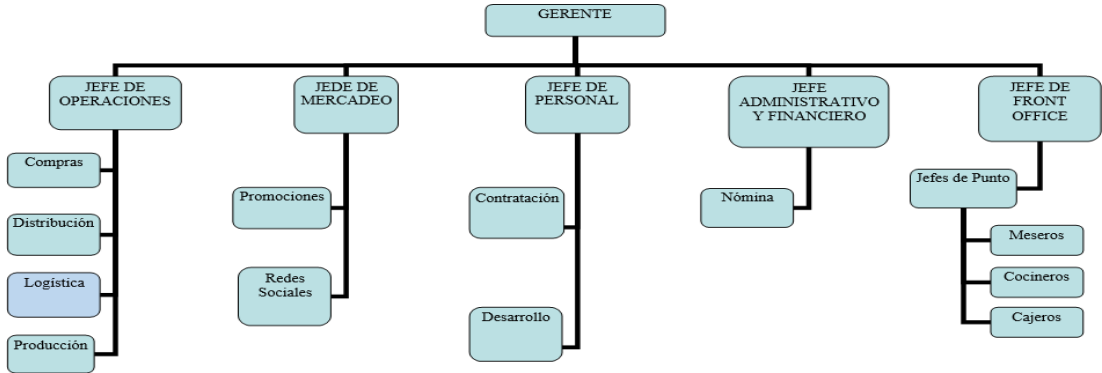 GERENTE
JEFE DE
OPERACIONES
JEDE DE
MERCADEO
JEFE DE
PERSONAL
JEFE
ADMINISTRATIVO
Y FINANCIERO
JEFE DE
FRONT
OFFICE
Compras
Distribución
Logística
Producción
Promociones
Redes
Sociales
Contratación
Desarrollo
Nómina
Jefes de Punto
Meseros
Cocineros
Cajeros